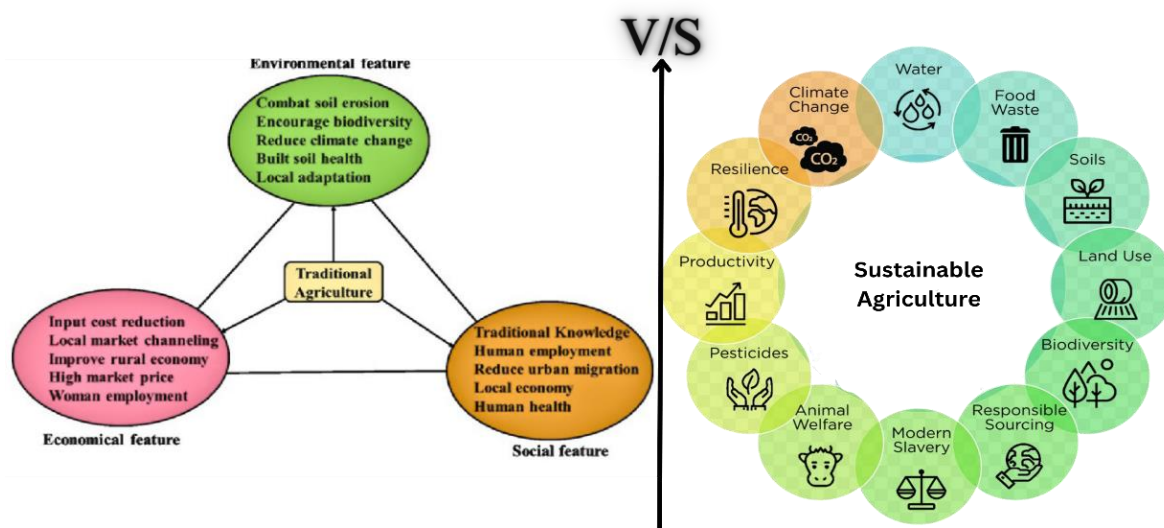 V/S
Environmental feature
Combat soil erosion
Encourage biodiversity
Reduce climate change
Built soil health
Local adaptation
Traditional
Agriculture
Input cost reduction
Local market channeling
Improve rural economy
High market price
Woman employment
Economical feature
Traditional Knowledge
Human employment
Reduce urban migration
Local economy
Human health
Social feature
Water
Food
Waste
Soils
Land Use
Biodiversity
Responsible
Sourcing
Modern
Slavery
Animal
Welfare
Pesticides
Productivity
Resilience
Climate
Change
CO₂
CO₂
Sustainable
Agriculture